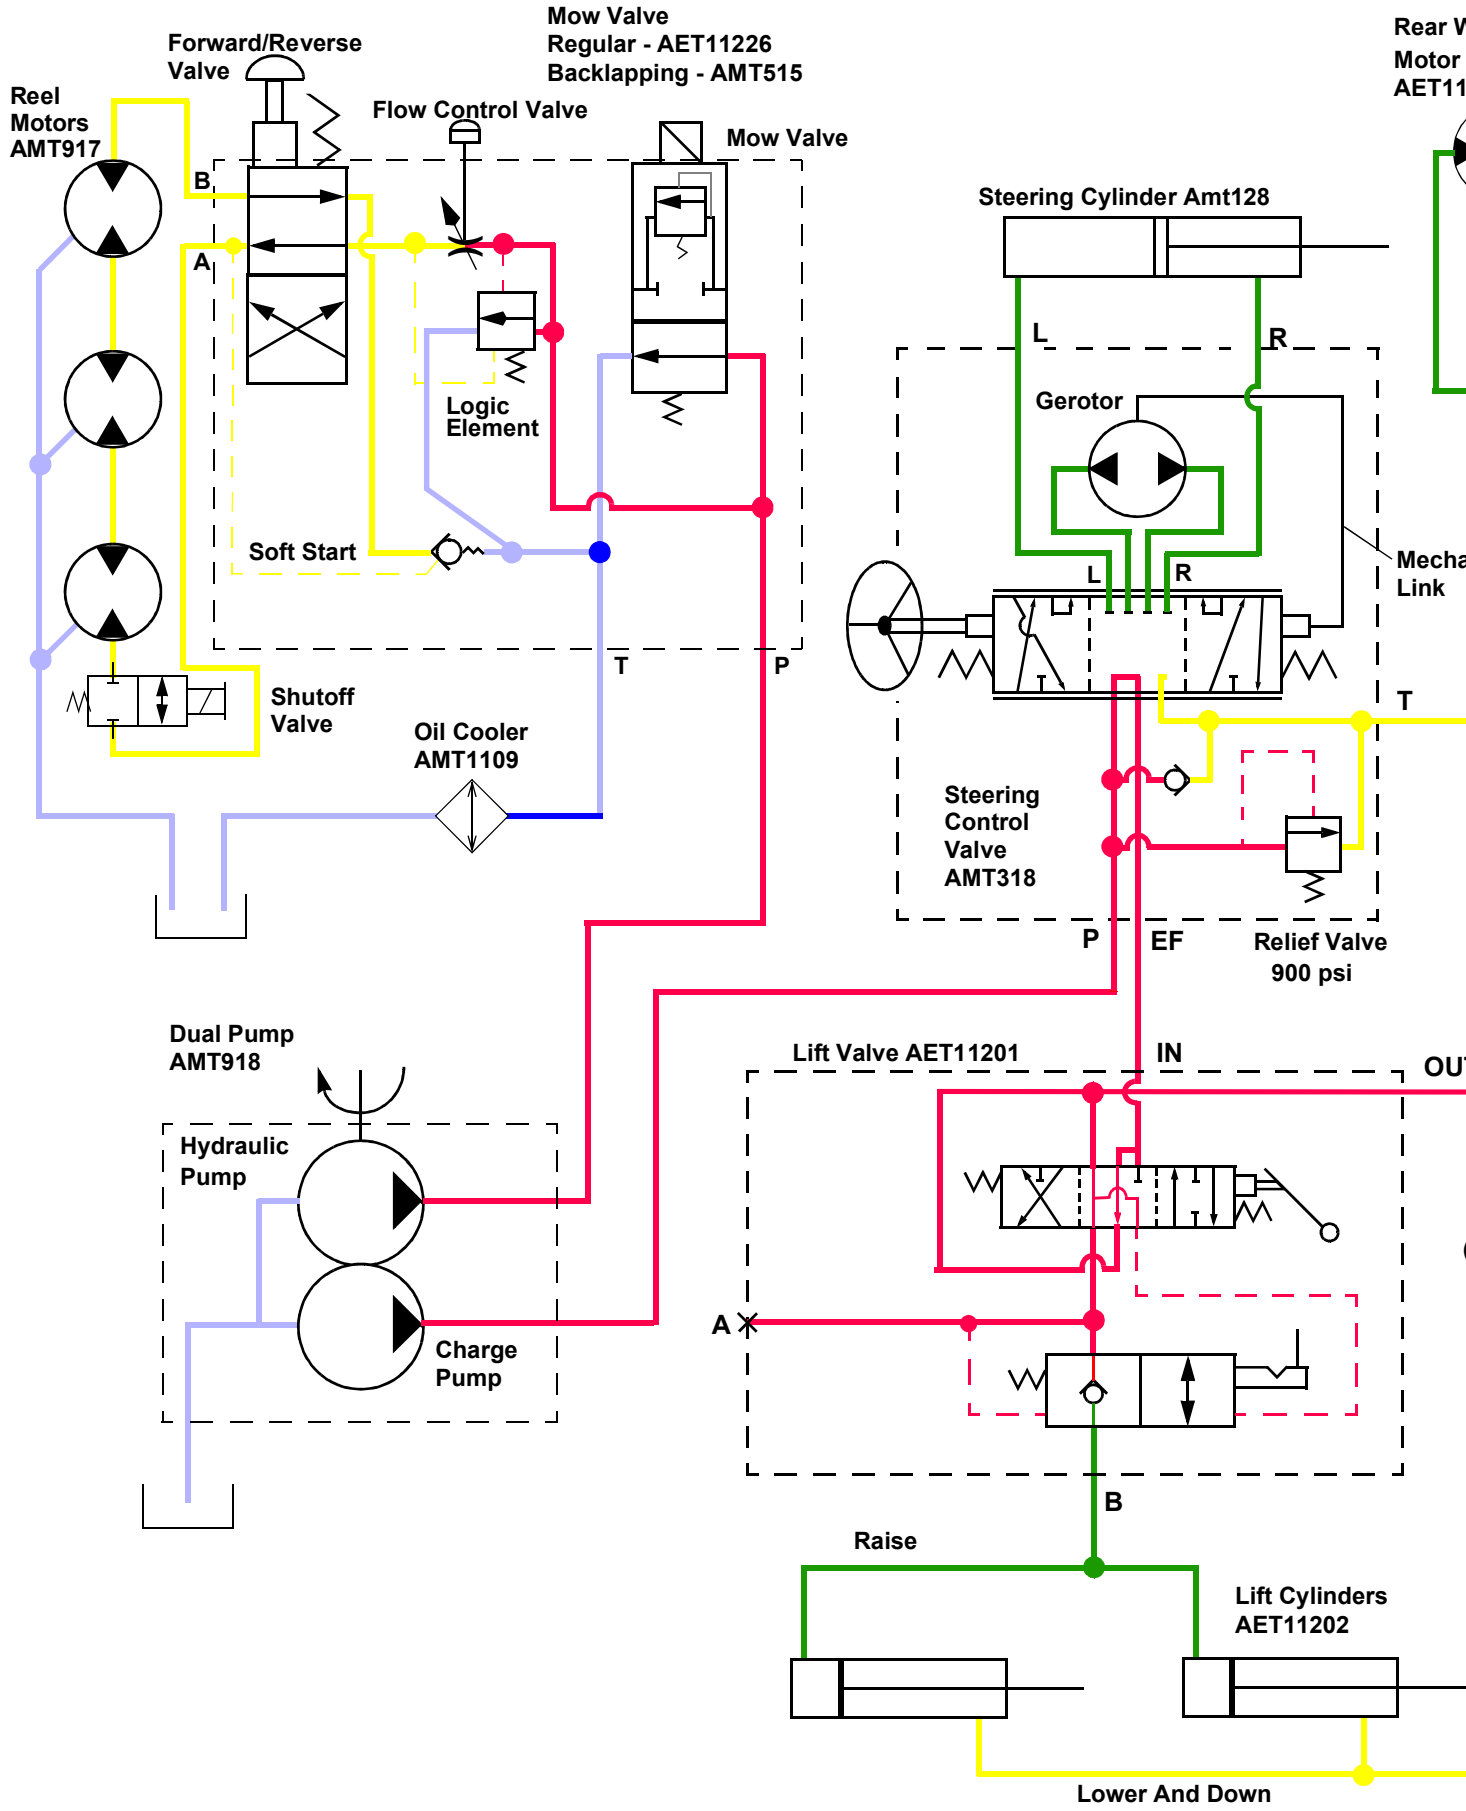 Mow Valve
Regular - AET11226
Backlapping - AMT515
Forward/Reverse
Valve
Reel
Motors
AMT917
Flow Control Valve
Mow Valve
B
A
Logic
Element
Soft Start
T
P
Shutoff
Valve
Oil Cooler
AMT1109
Rear W
Motor
AET11
Steering Cylinder Amt128
L
R
Gerotor
L
R
Mecha
Link
T
Steering
Control
Valve
AMT318
P
EF
Relief Valve
900 psi
Dual Pump
AMT918
Hydraulic
Pump
Charge
Pump
Lift Valve AET11201
IN
OUT
A
B
Raise
Lift Cylinders
AET11202
Lower And Down